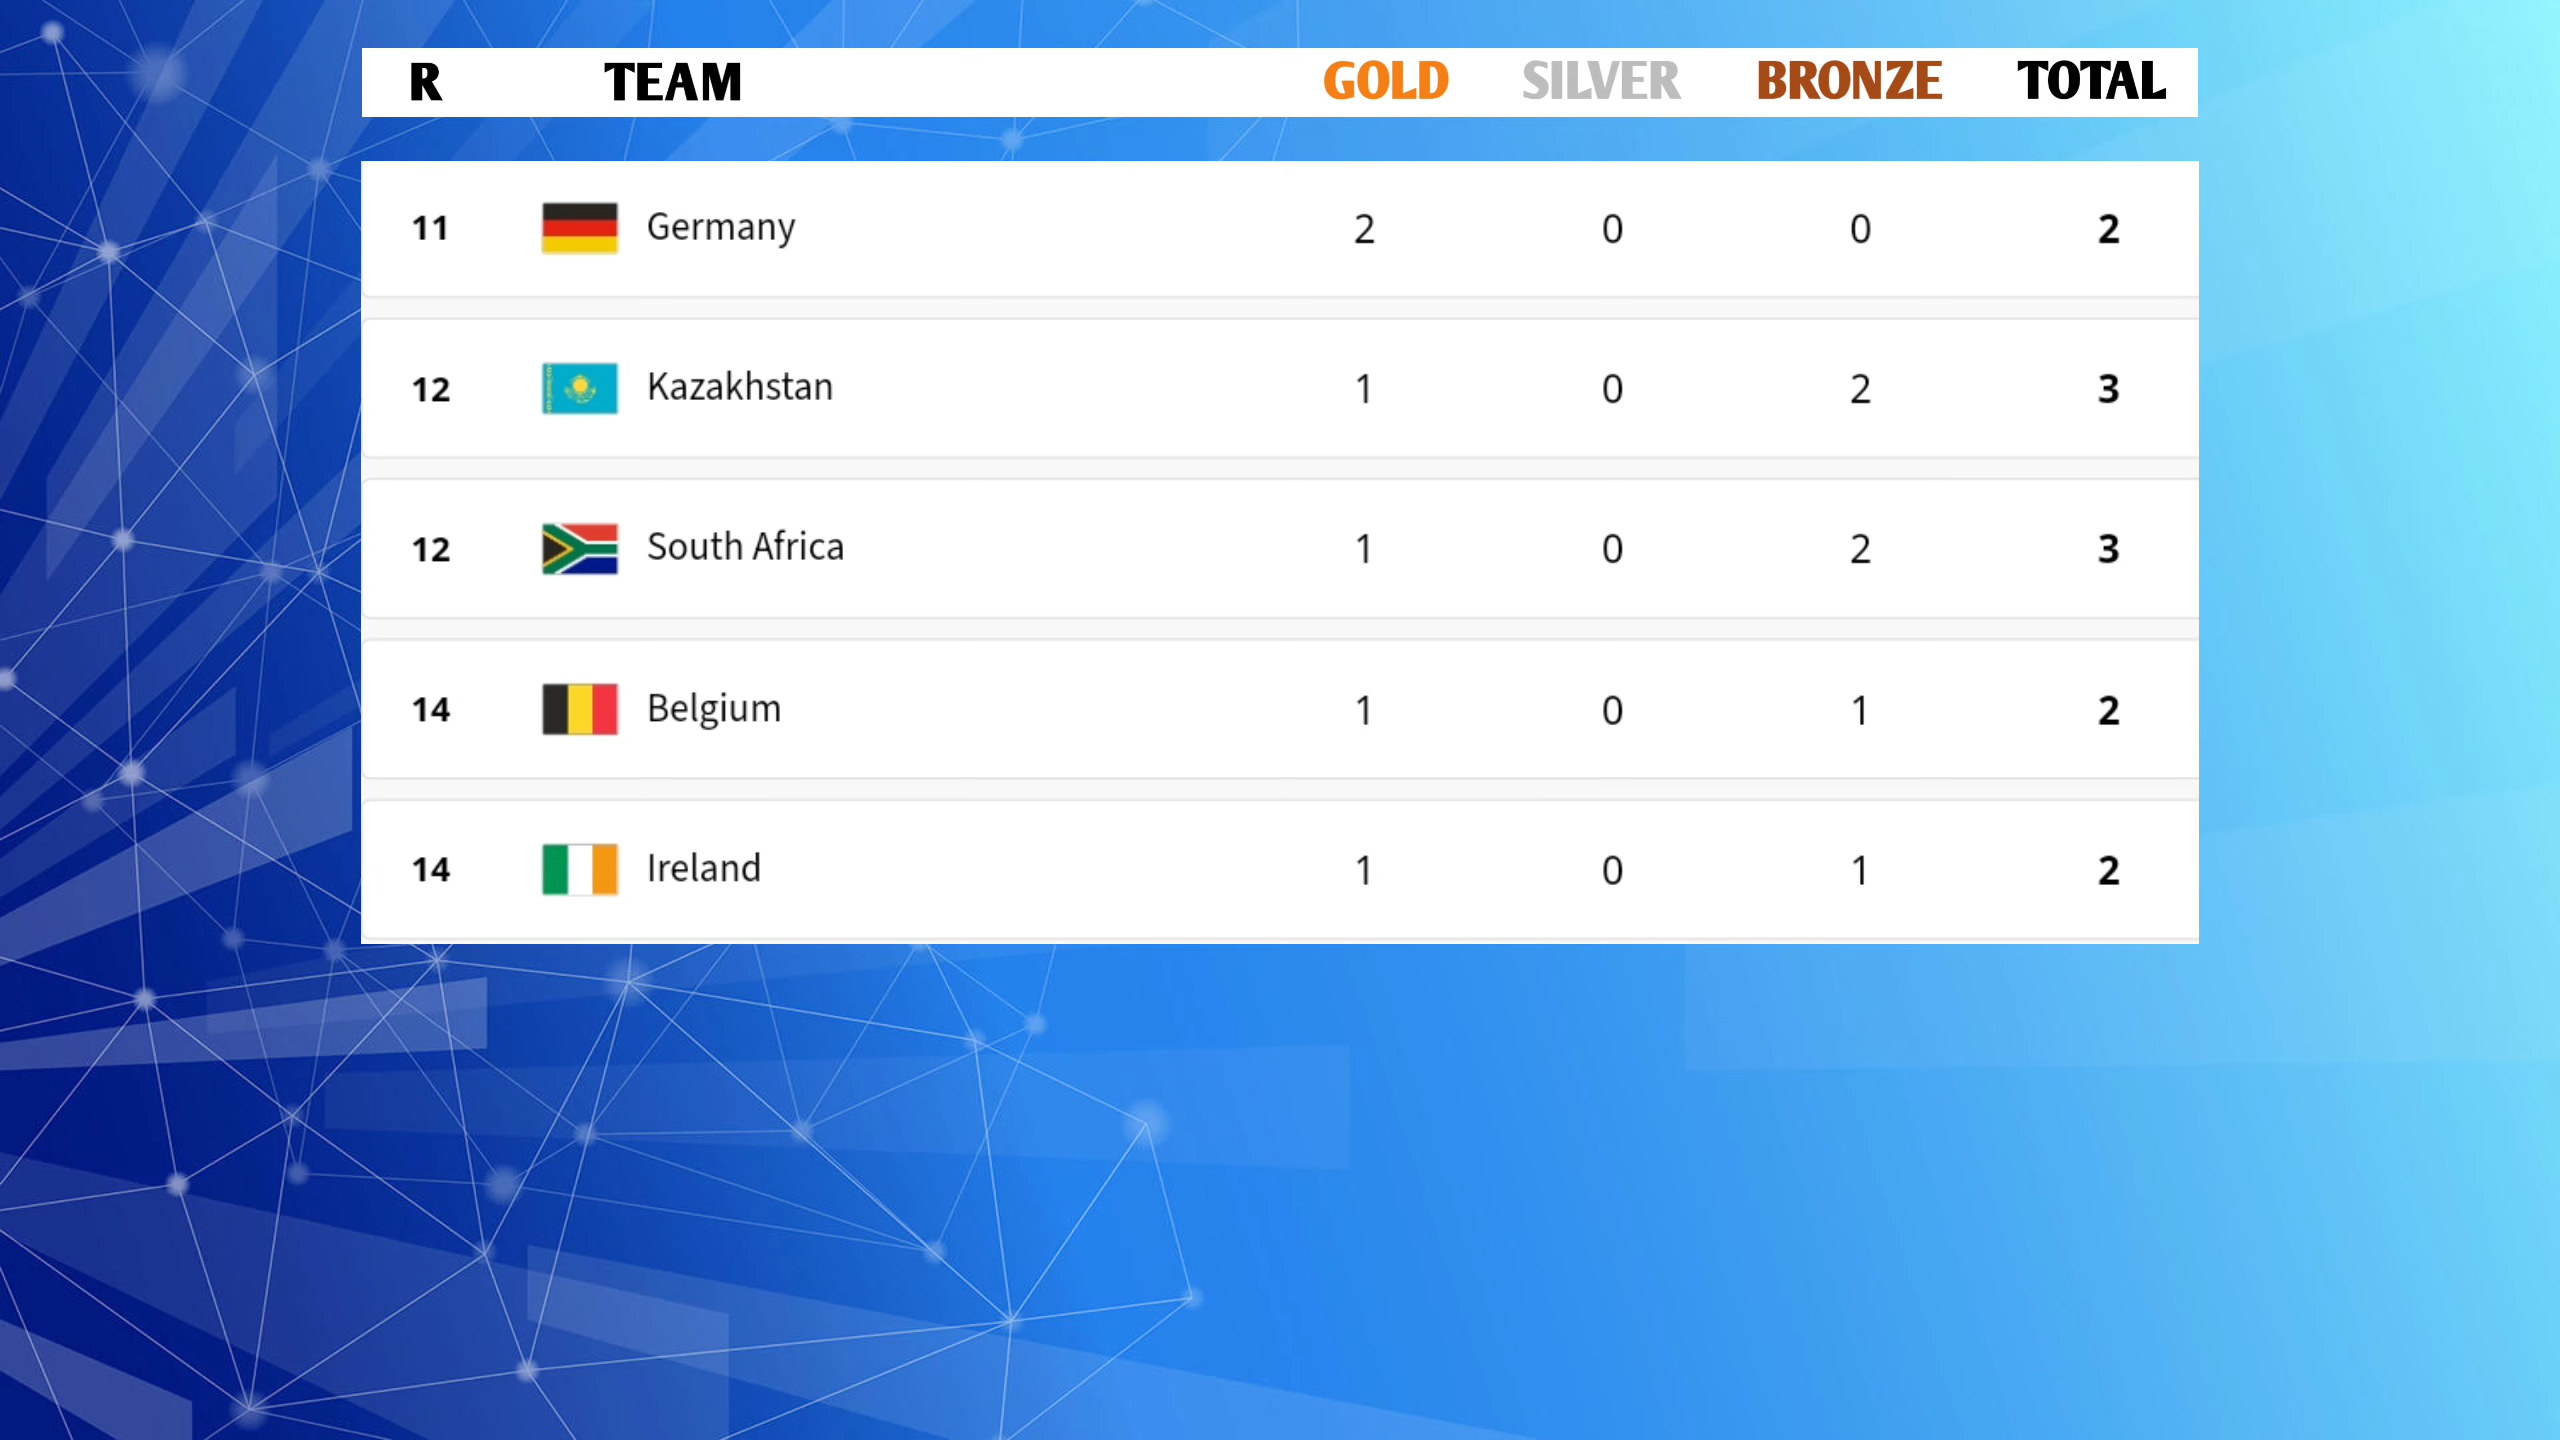 R TEAM GOLD SILVER BRONZE TOTAL
11 Germany 2 0 0 2
12 Kazakhstan 1 0 2 3
12 South Africa 1 0 2 3
14 Belgium 1 0 1 2
14 Ireland 1 0 1 2